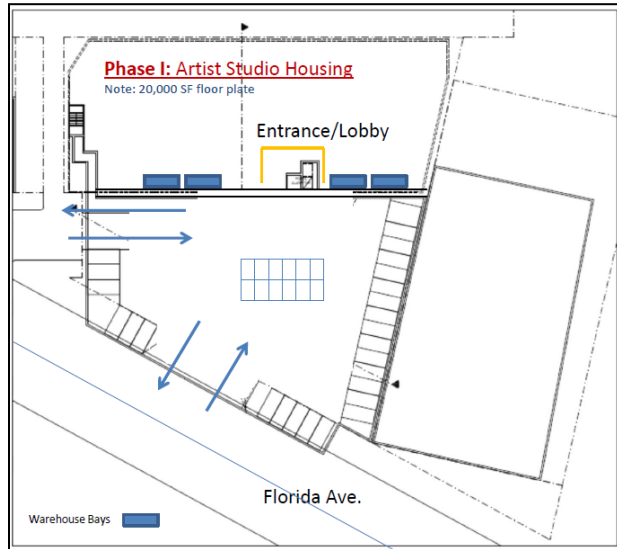 Phase I: Artist Studio Housing
Note: 20,000 SF floor plate
Entrance/Lobby
Florida Ave.
Warehouse Bays